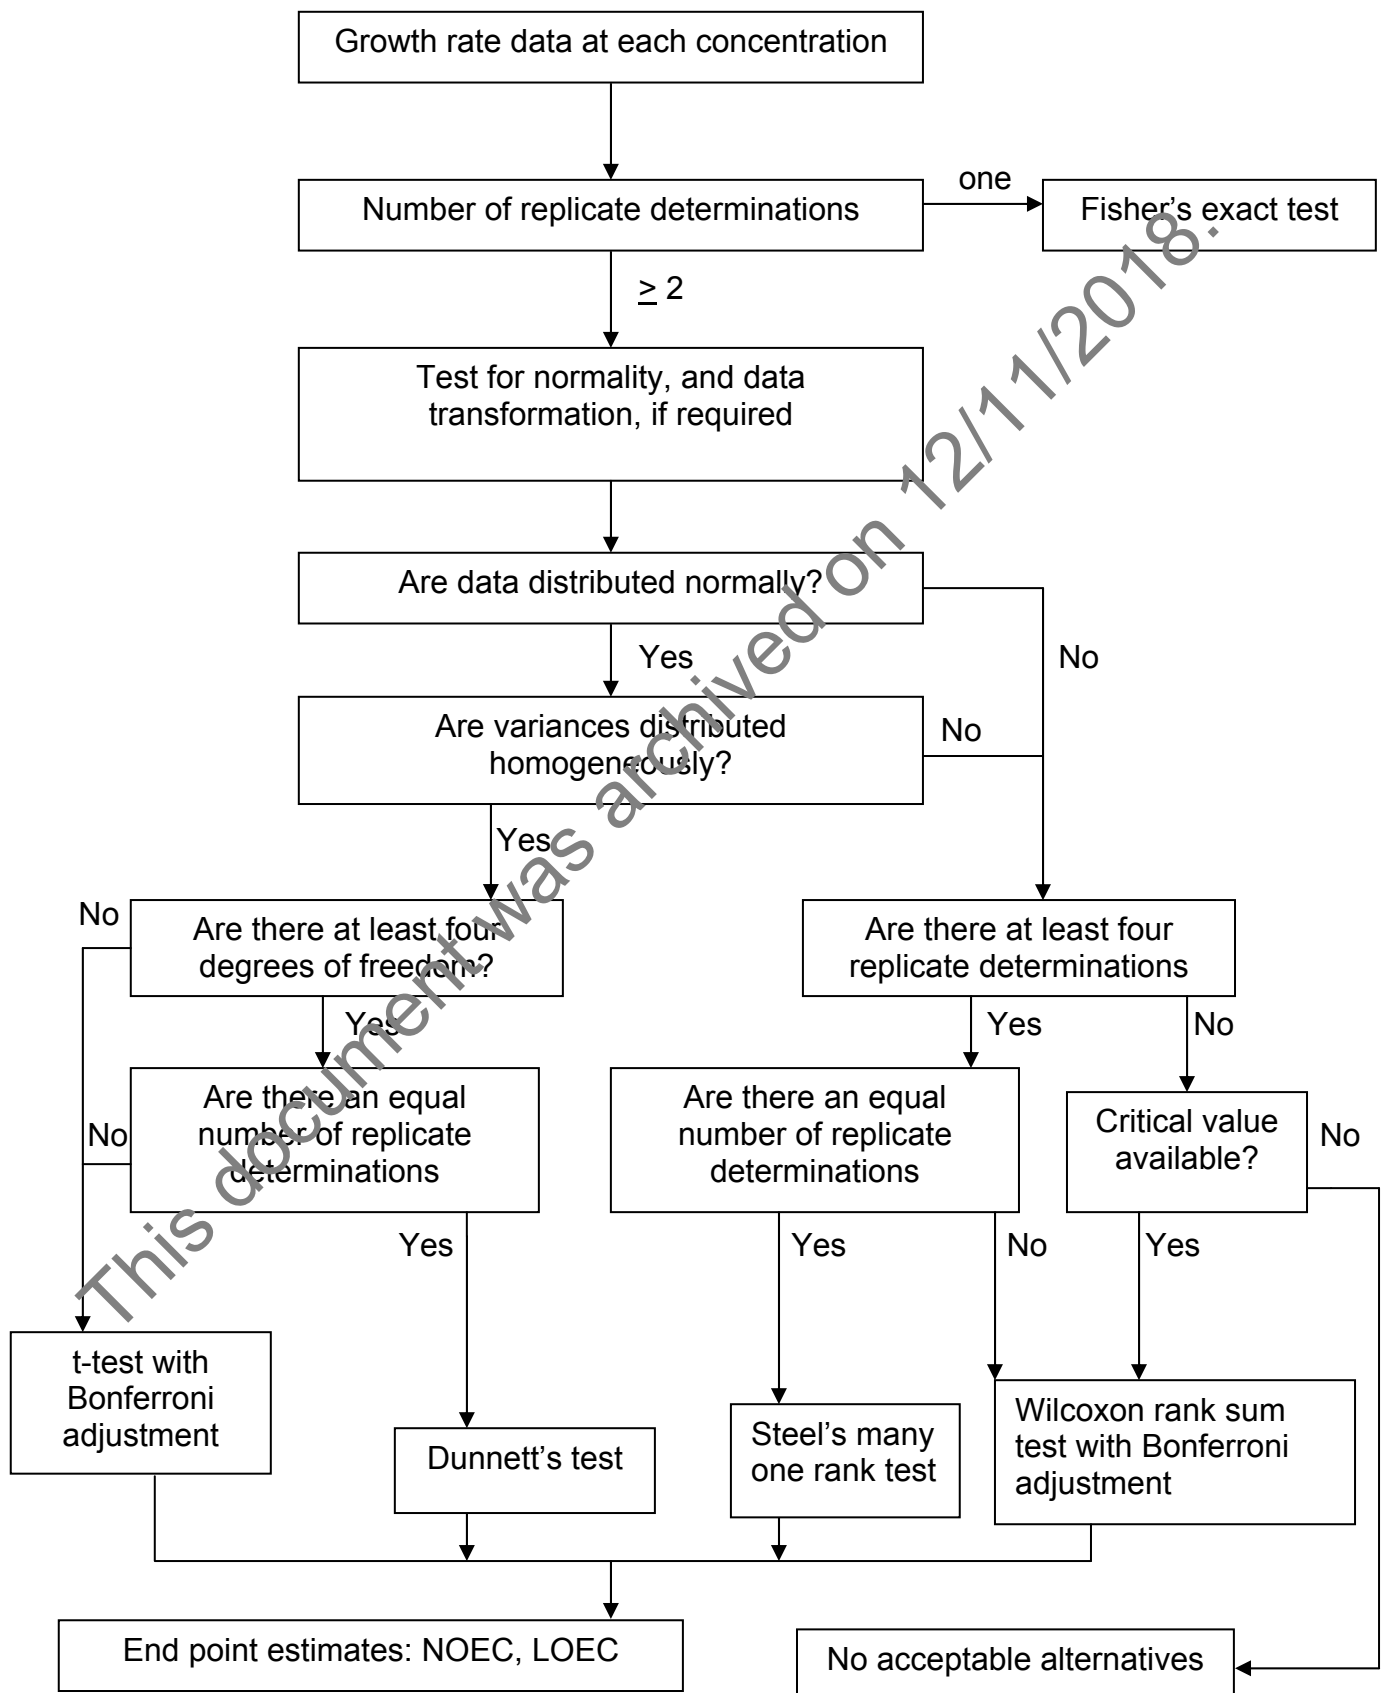 Growth rate data at each concentration
Number of replicate determinations
one
Fisher's exact test
≥ 2
Test for normality, and data
transformation, if required
Are data distributed normally?
Yes
No
Are variances distributed
homogeneously?
No
Yes
No
Are there at least four
degrees of freedom?
Are there at least four
replicate determinations
Yes
Yes
No
Are there an equal
number of replicate
determinations
No
Are there an equal
number of replicate
determinations
Critical value
available?
No
Yes
Yes
No
Yes
t-test with
Bonferroni
adjustment
Dunnett's test
Steel's many
one rank test
Wilcoxon rank sum
test with Bonferroni
adjustment
End point estimates: NOEC, LOEC
No acceptable alternatives
This document was archived on 12/11/2018.